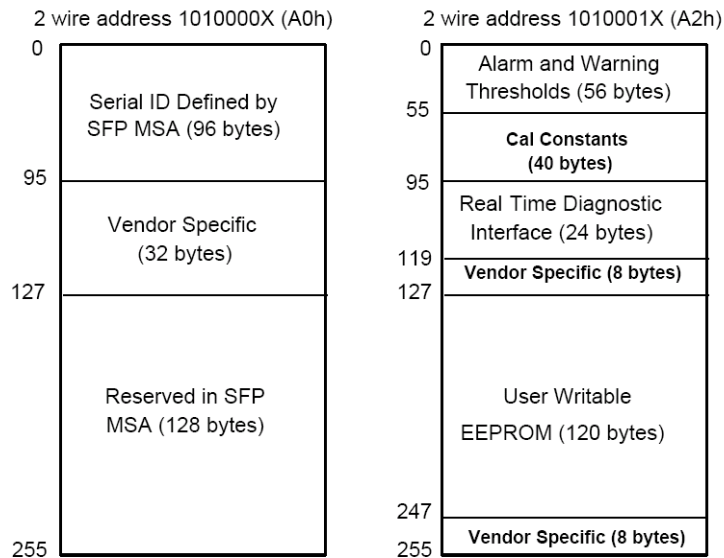 2 wire address 1010000X (A0h)
0
Serial ID Defined by
SFP MSA (96 bytes)
95
Vendor Specific
(32 bytes)
127
Reserved in SFP
MSA (128 bytes)
255
2 wire address 1010001X (A2h)
0
Alarm and Warning
Thresholds (56 bytes)
55
Cal Constants
(40 bytes)
95
Real Time Diagnostic
Interface (24 bytes)
119
Vendor Specific (8 bytes)
127
User Writable
EEPROM (120 bytes)
247
Vendor Specific (8 bytes)
255